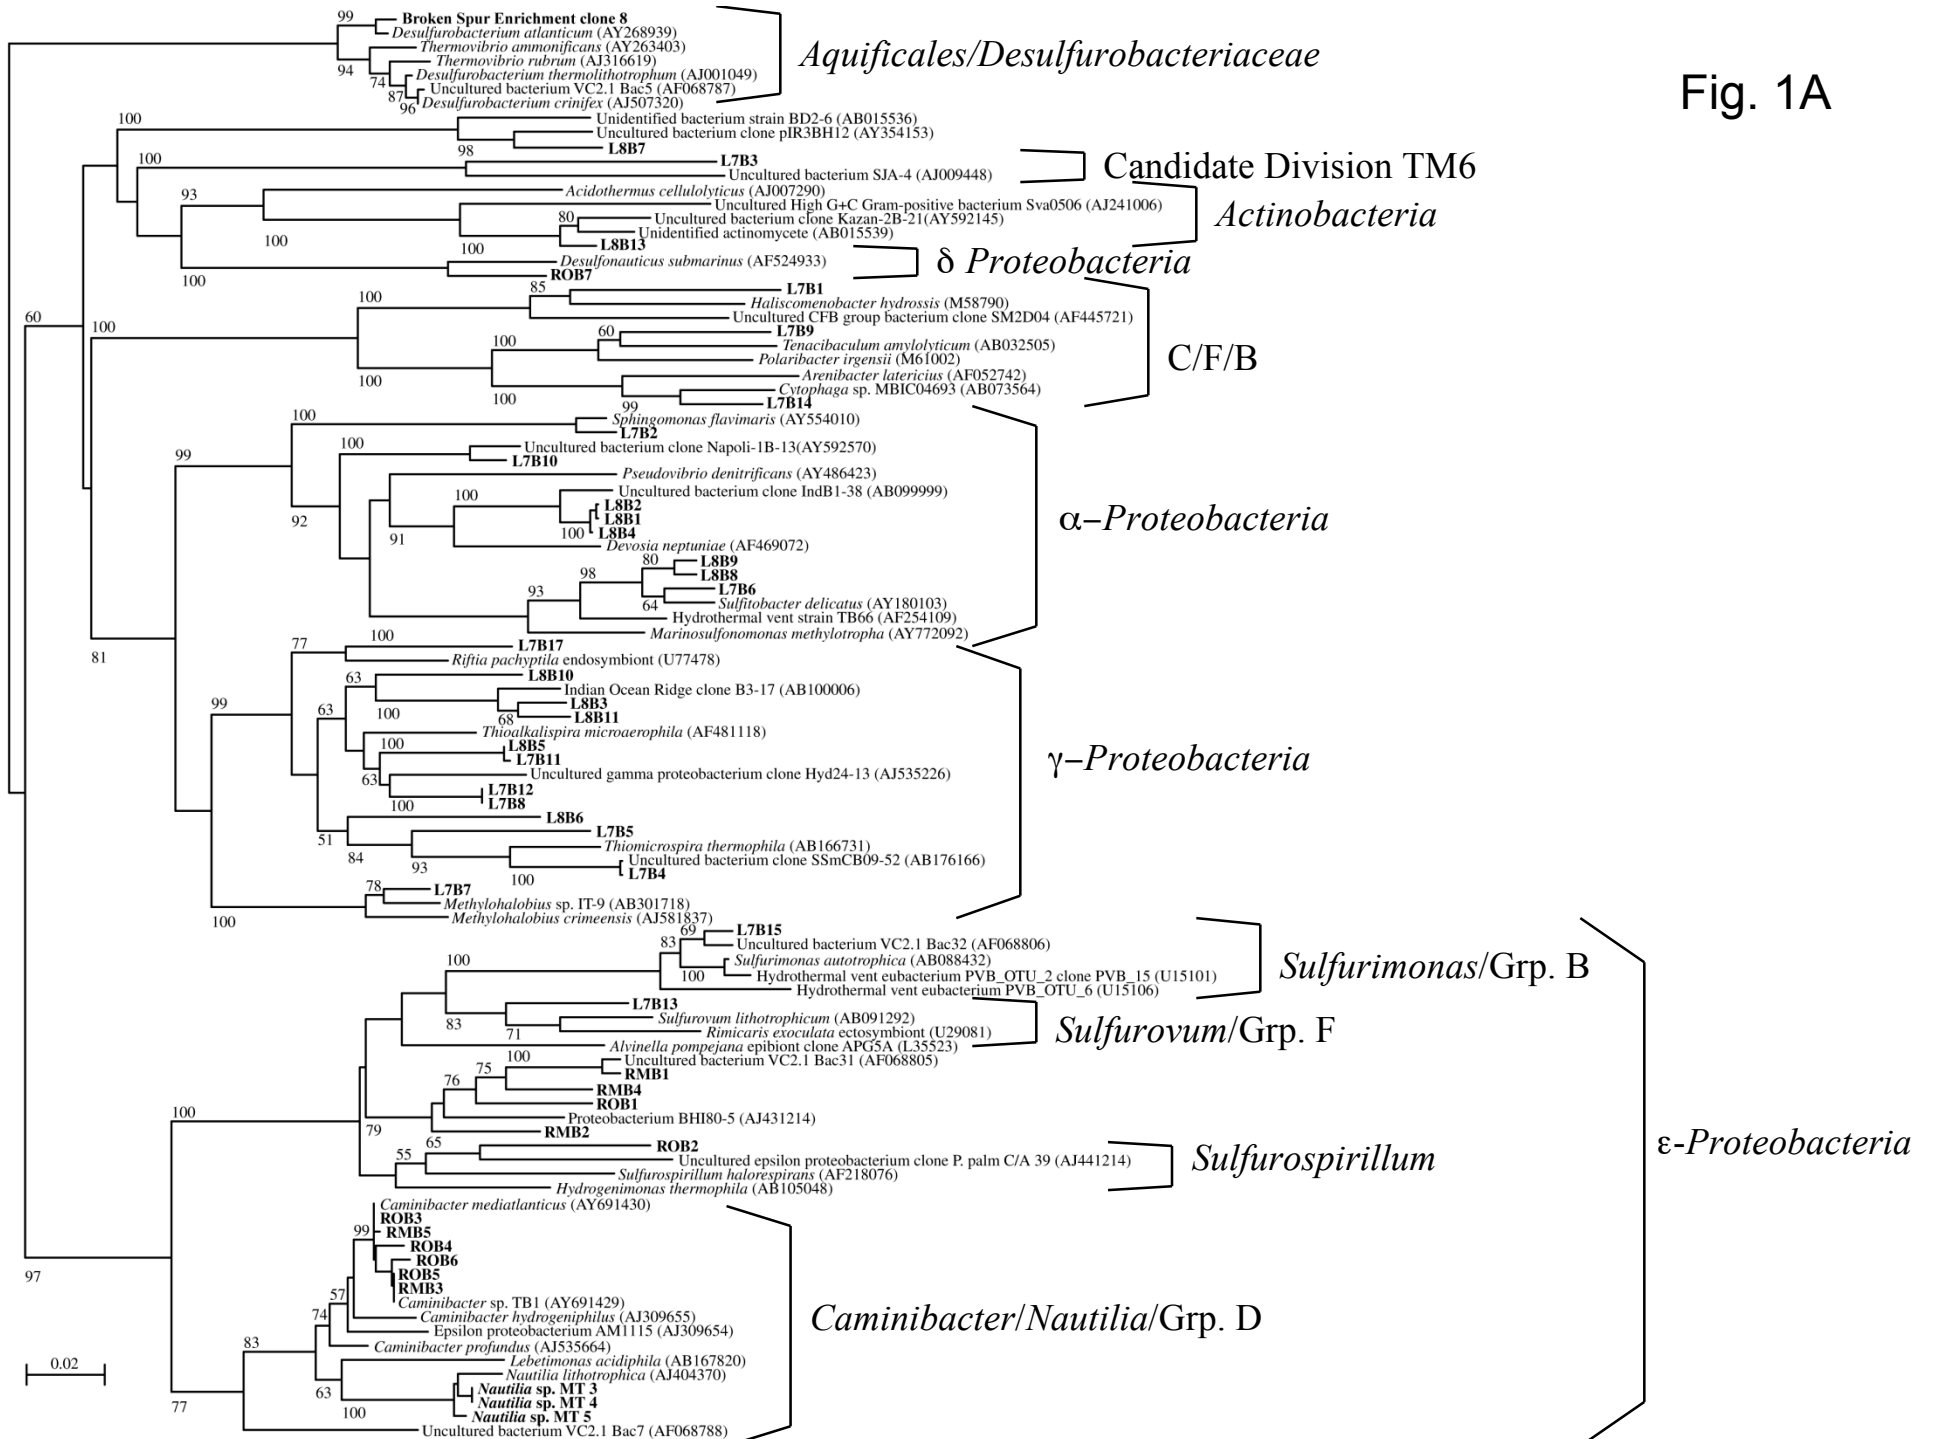 Fig. 1A
99
Broken Spur Enrichment clone 8
Desulfurobacterium atlanticum (AY268939)
Thermovibrio ammonificans (AY263403)
Thermovibrio rubrum (AJ316619)
94
74
Desulfurobacterium thermolithotrophum (AJ001049)
87
Uncultured bacterium VC2.1 Bac5 (AF068787)
96
Desulfurobacterium crinifex (AJ507320)
Aquificales/Desulfurobacteriaceae
100
Unidentified bacterium strain BD2-6 (AB015536)
Uncultured bacterium clone pIR3BH12 (AY354153)
L8B7
100
98
L7B3
Uncultured bacterium SJA-4 (AJ009448)
Candidate Division TM6
93
Acidothermus cellulolyticus (AJ007290)
Uncultured High G+C Gram-positive bacterium Sva0506 (AJ241006)
80
Uncultured bacterium clone Kazan-2B-21(AY592145)
Unidentified actinomycete (AB015539)
100
100
L8B13
Actinobacteria
Desulfonauticus submarinus (AF524933)
100
ROB7
δ Proteobacteria
60
100
100
85
L7B1
Haliscomenobacter hydrossis (M58790)
Uncultured CFB group bacterium clone SM2D04 (AF445721)
100
60
L7B9
Tenacibaculum amylolyticum (AB032505)
Polaribacter irgensii (M61002)
100
Arenibacter latericius (AF052742)
Cytophaga sp. MBIC04693 (AB073564)
100
99
L7B14
C/F/B
100
Sphingomonas flavimaris (AY554010)
L7B2
99
100
Uncultured bacterium clone Napoli-1B-13(AY592570)
L7B10
Pseudovibrio denitrificans (AY486423)
100
Uncultured bacterium clone IndB1-38 (AB099999)
L8B2
92
L8B1
91
100
L8B4
Devosia neptuniae (AF469072)
80
L8B9
98
L8B8
93
L7B6
64
Sulfitobacter delicatus (AY180103)
Hydrothermal vent strain TB66 (AF254109)
Marinosulfonomonas methylotropha (AY772092)
α–Proteobacteria
81
77
100
L7B17
Riftia pachyptila endosymbiont (U77478)
63
L8B10
Indian Ocean Ridge clone B3-17 (AB100006)
99
63
100
L8B3
68
L8B11
Thioalkalispira microaerophila (AF481118)
100
L8B5
L7B11
63
Uncultured gamma proteobacterium clone Hyd24-13 (AJ535226)
L7B12
100
L7B8
L8B6
51
L7B5
84
Thiomicrospira thermophila (AB166731)
93
Uncultured bacterium clone SSmCB09-52 (AB176166)
100
L7B4
78
L7B7
Methylohalobius sp. IT-9 (AB301718)
100
Methylohalobius crimeensis (AJ581837)
γ–Proteobacteria
69
L7B15
83
Uncultured bacterium VC2.1 Bac32 (AF068806)
100
Sulfurimonas autotrophica (AB088432)
100
Hydrothermal vent eubacterium PVB_OTU_2 clone PVB_15 (U15101)
Hydrothermal vent eubacterium PVB_OTU_6 (U15106)
Sulfurimonas/Grp. B
L7B13
83
Sulfurovum lithotrophicum (AB091292)
71
Rimicaris exoculata ectosymbiont (U29081)
Alvinella pompejana epibiont clone APG5A (L35523)
Sulfurovum/Grp. F
100
Uncultured bacterium VC2.1 Bac31 (AF068805)
75
RMB1
76
RMB4
ROB1
100
Proteobacterium BHI80-5 (AJ431214)
79
RMB2
65
ROB2
55
Uncultured epsilon proteobacterium clone P. palm C/A 39 (AJ441214)
Sulfurospirillum halorespirans (AF218076)
Hydrogenimonas thermophila (AB105048)
Sulfurospirillum
ε-Proteobacteria
Caminibacter mediatlanticus (AY691430)
ROB3
99
RMB5
ROB4
ROB6
97
ROB5
RMB3
57
Caminibacter sp. TB1 (AY691429)
74
Caminibacter hydrogeniphilus (AJ309655)
Epsilon proteobacterium AM1115 (AJ309654)
83
Caminibacter profundus (AJ535664)
Lebetimonas acidiphila (AB167820)
Nautilia lithotrophica (AJ404370)
63
Nautilia sp. MT 3
Nautilia sp. MT 4
77
100
Nautilia sp. MT 5
Uncultured bacterium VC2.1 Bac7 (AF068788)
Caminibacter/Nautilia/Grp. D
0.02